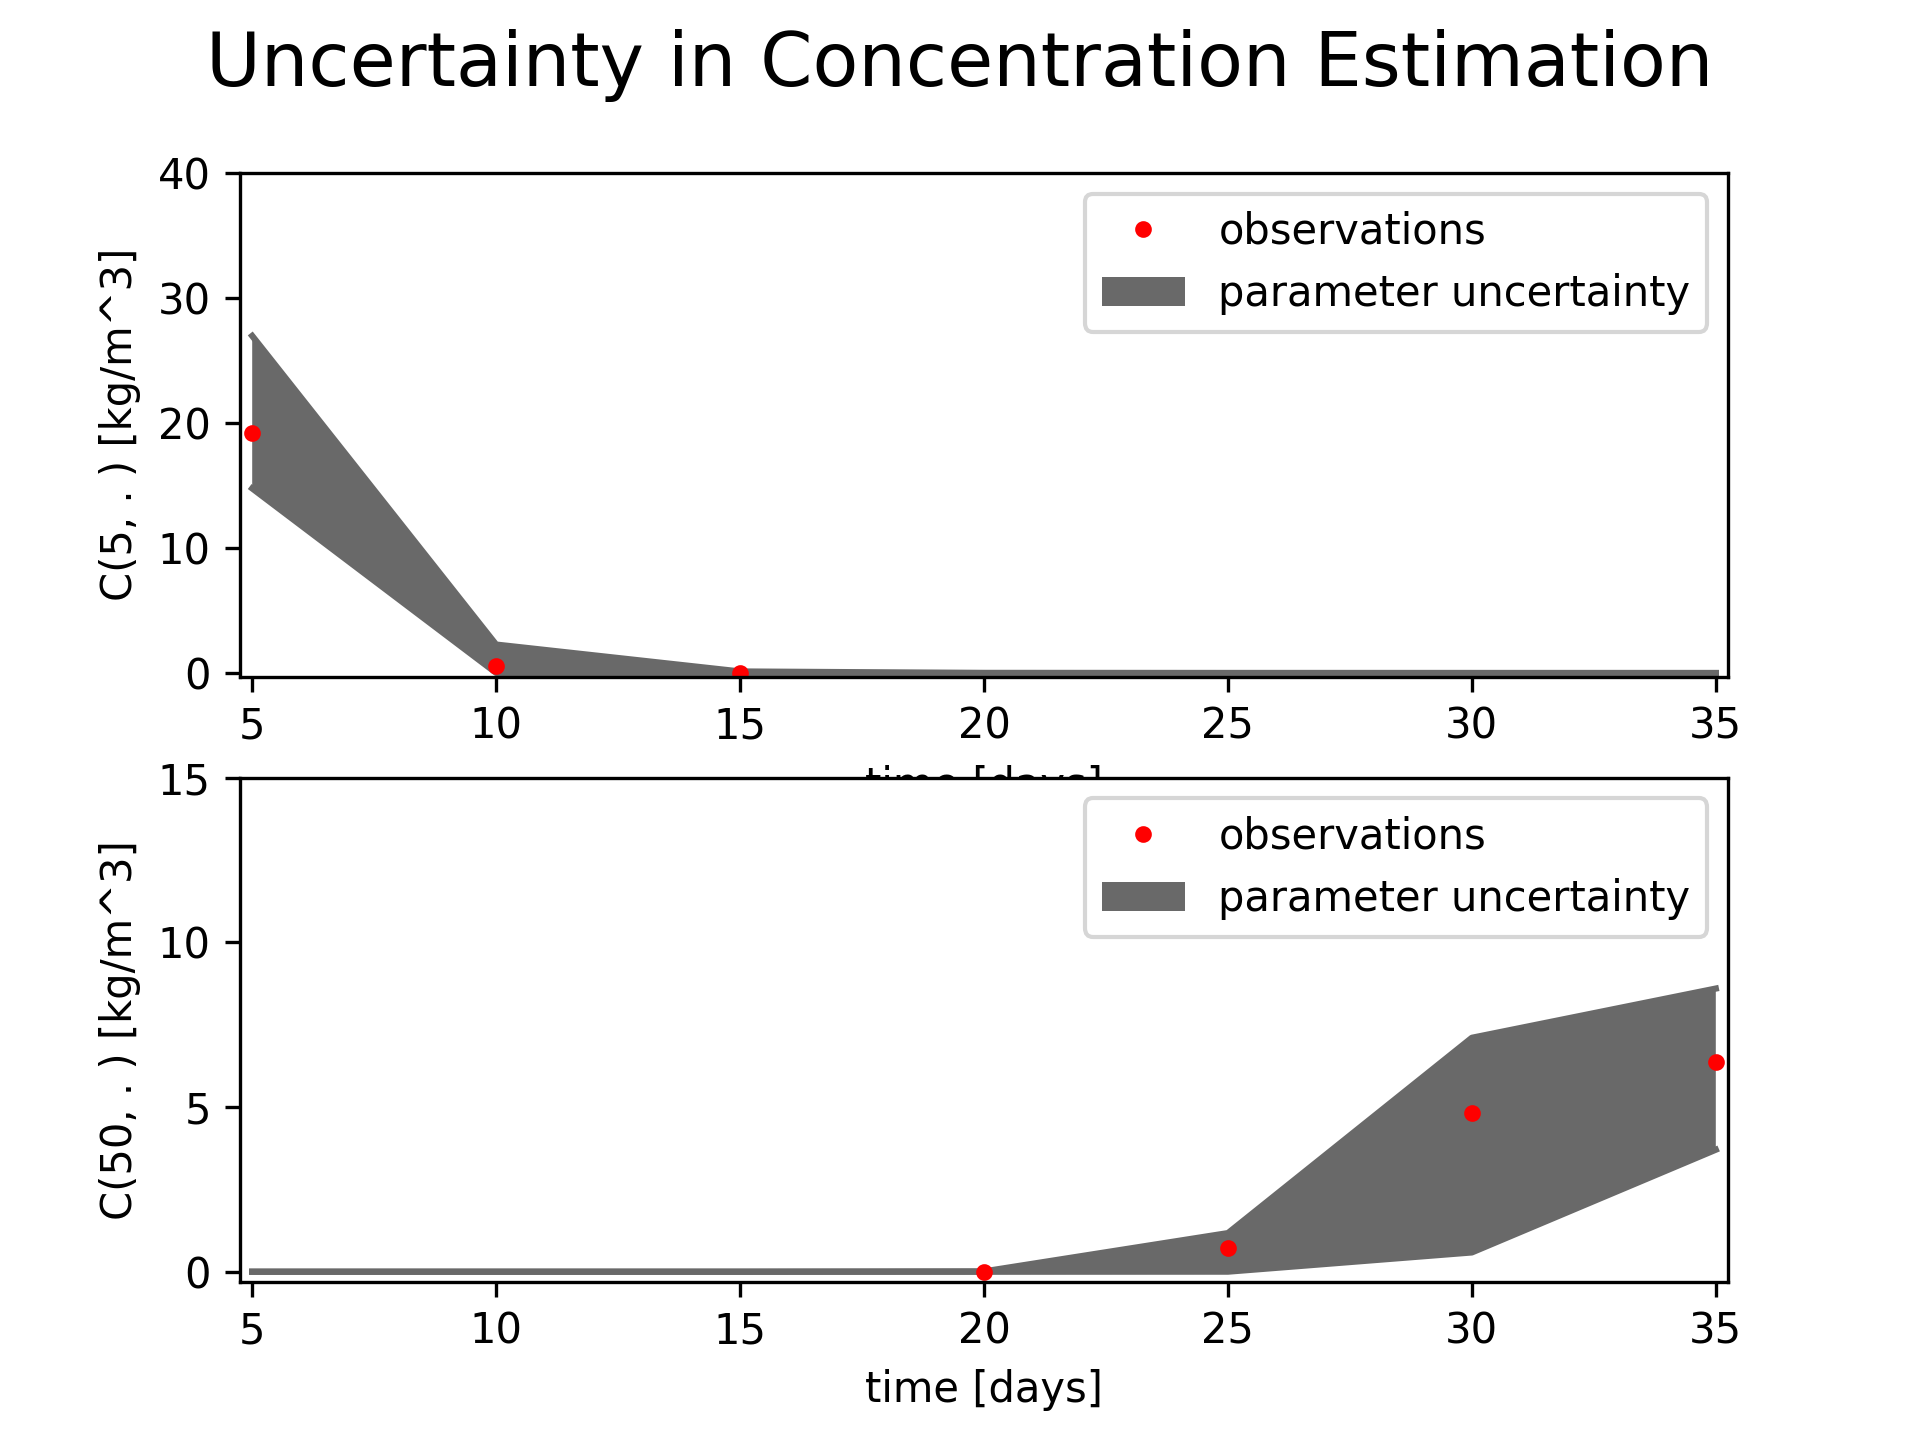 Uncertainty in Concentration Estimation
40
30
20
10
0
C(5, . ) [kg/m^3]
observations
parameter uncertainty
5 10 15 20 25 30 35
time [days]
15
10
5
0
C(50, . ) [kg/m^3]
observations
parameter uncertainty
5 10 15 20 25 30 35
time [days]